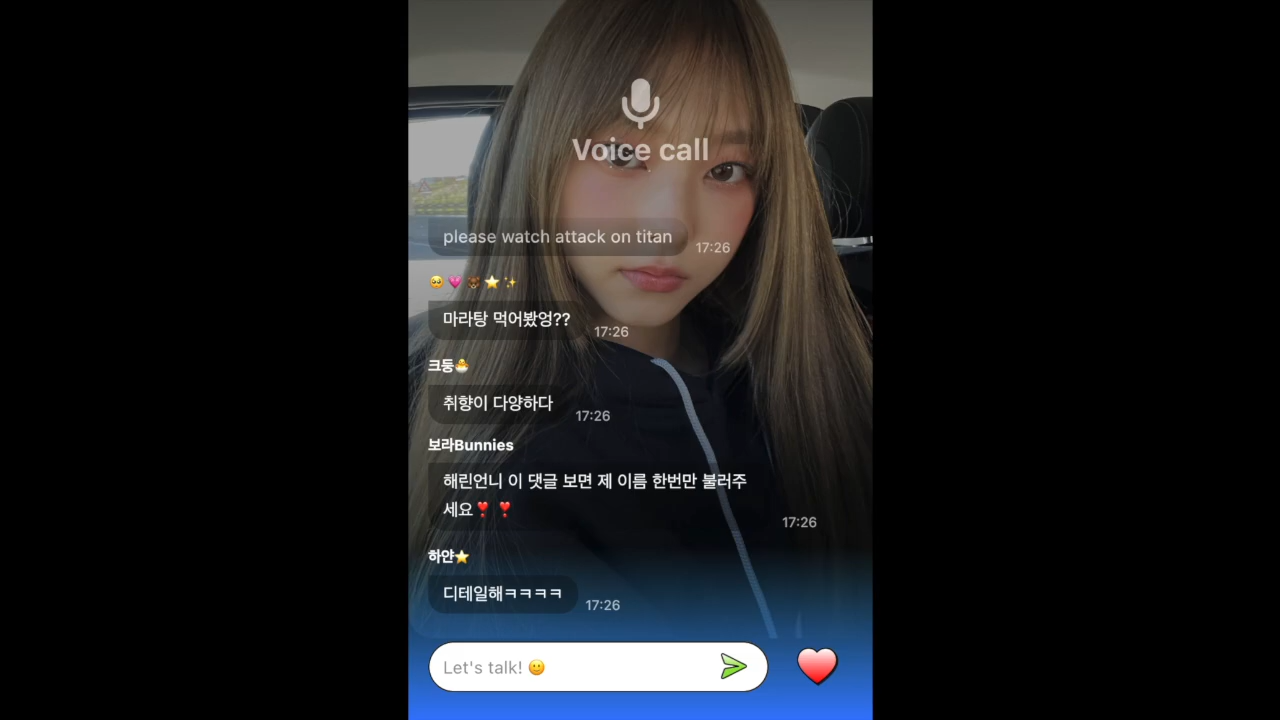 Voice call
please watch attack on titan
17:26
🥺💗🐻⭐✨
마라탕 먹어봤엉??
17:26
크둥🐣
취향이 다양하다
17:26
보라Bunnies
해린언니 이 댓글 보면 제 이름 한번만 불러주
세요❣️❣️
17:26
하얀⭐
디테일해ㅋㅋㅋㅋ
17:26
Let's talk! 🙂